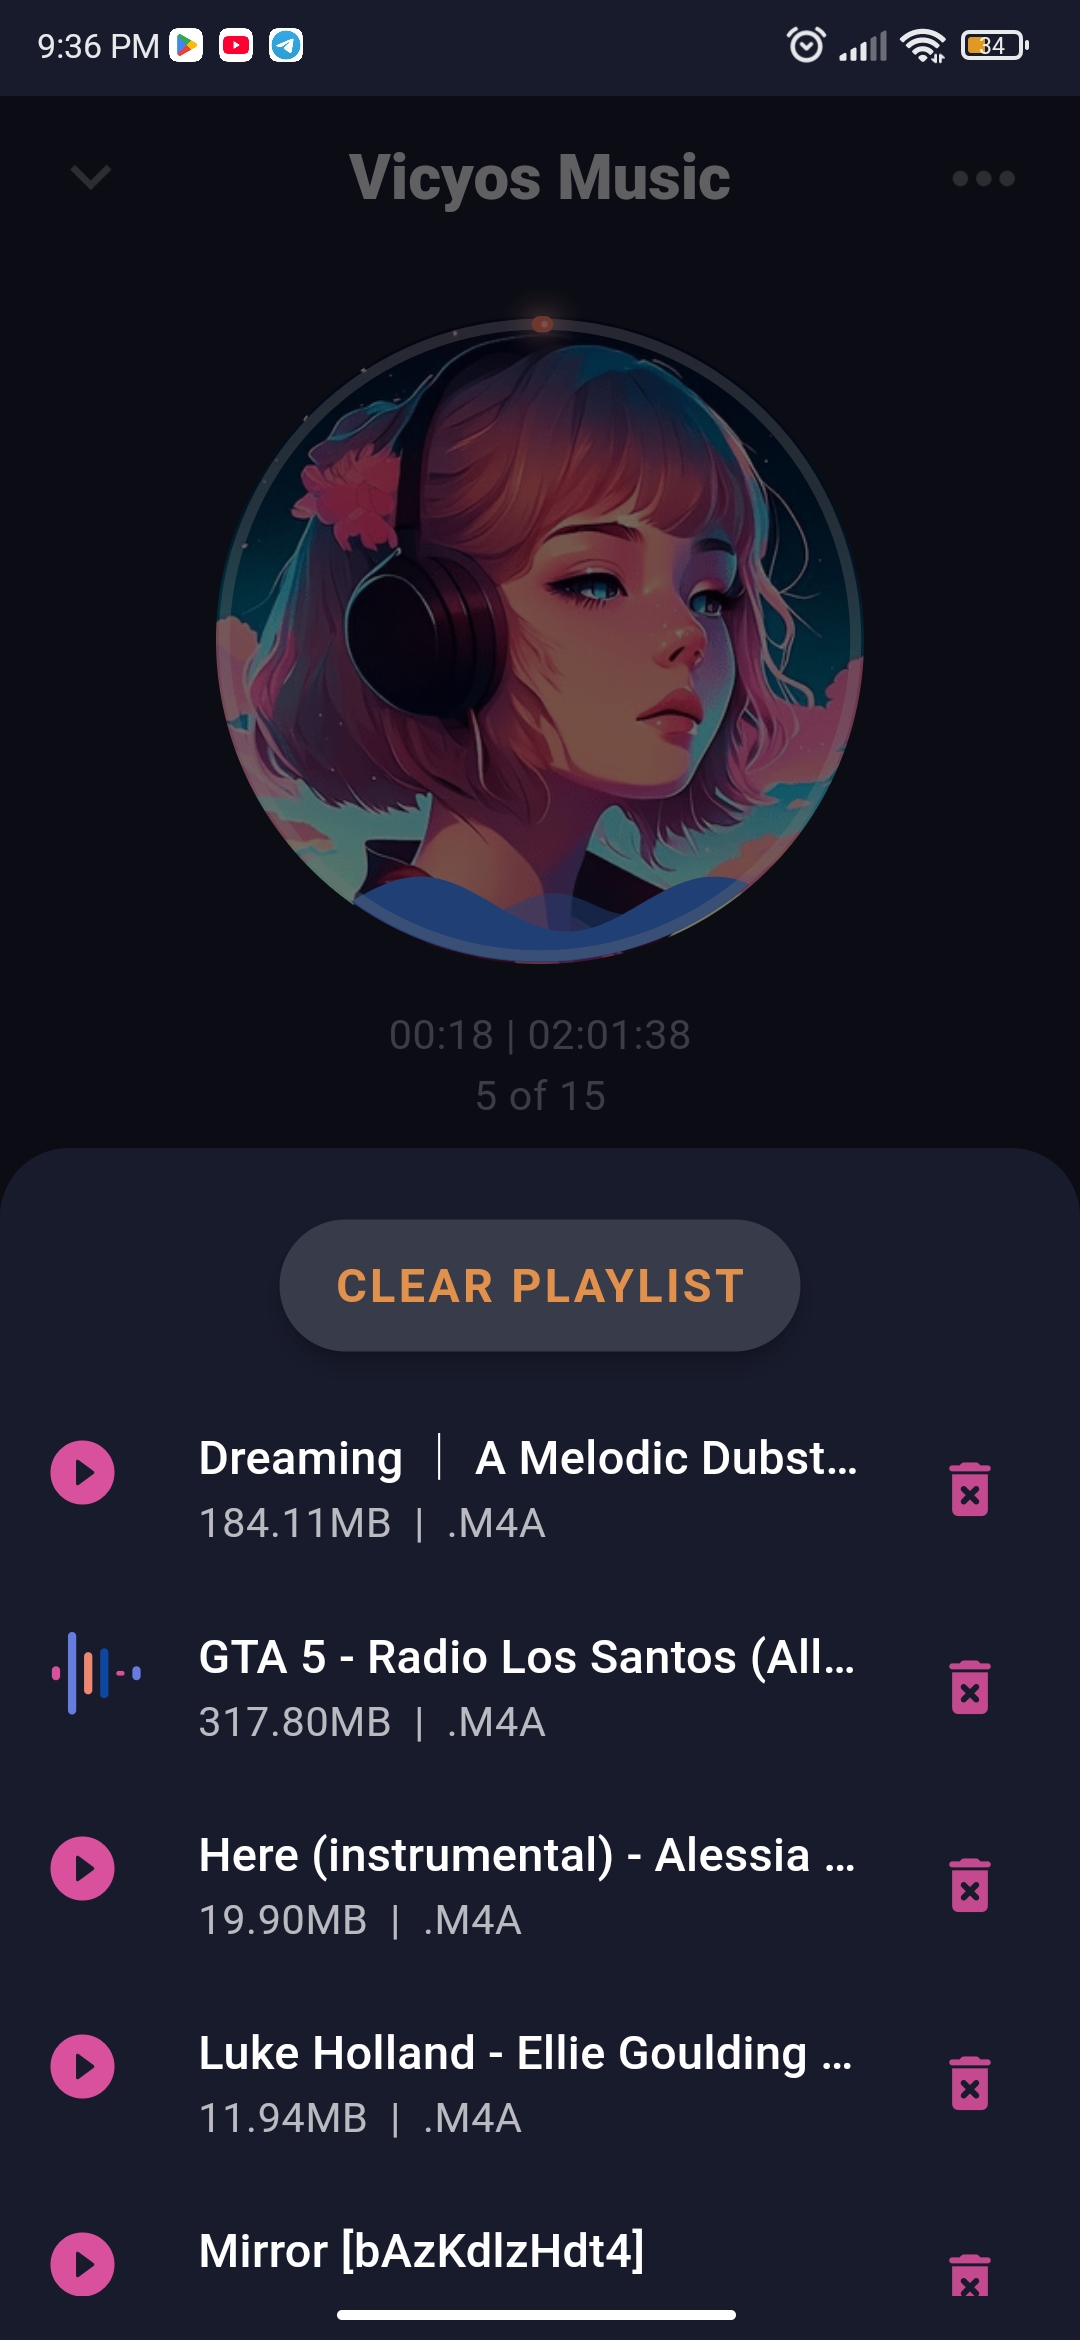 9:36 PM 34
Vicyos Music
00:18 | 02:01:38
5 of 15
CLEAR PLAYLIST
Dreaming | A Melodic Dubst...
184.11MB | .M4A
GTA 5 - Radio Los Santos (All...
317.80MB | .M4A
Here (instrumental) - Alessia ...
19.90MB | .M4A
Luke Holland - Ellie Goulding ...
11.94MB | .M4A
Mirror [bAzKdlzHdt4]